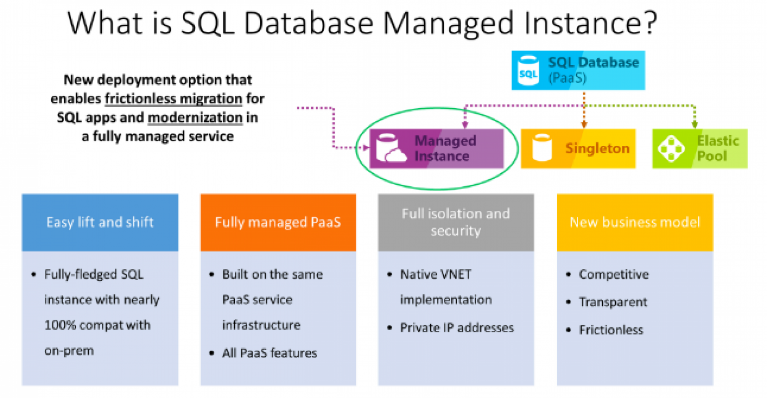 What is SQL Database Managed Instance?
New deployment option that
enables frictionless migration for
SQL apps and modernization in
a fully managed service
SQL
SQL Database
(PaaS)
Managed
Instance
Singleton
Elastic
Pool
Easy lift and shift
• Fully-fledged SQL
instance with nearly
100% compat with
on-prem
Fully managed PaaS
• Built on the same
PaaS service
infrastructure
• All PaaS features
Full isolation and
security
• Native VNET
implementation
• Private IP addresses
New business model
• Competitive
• Transparent
• Frictionless